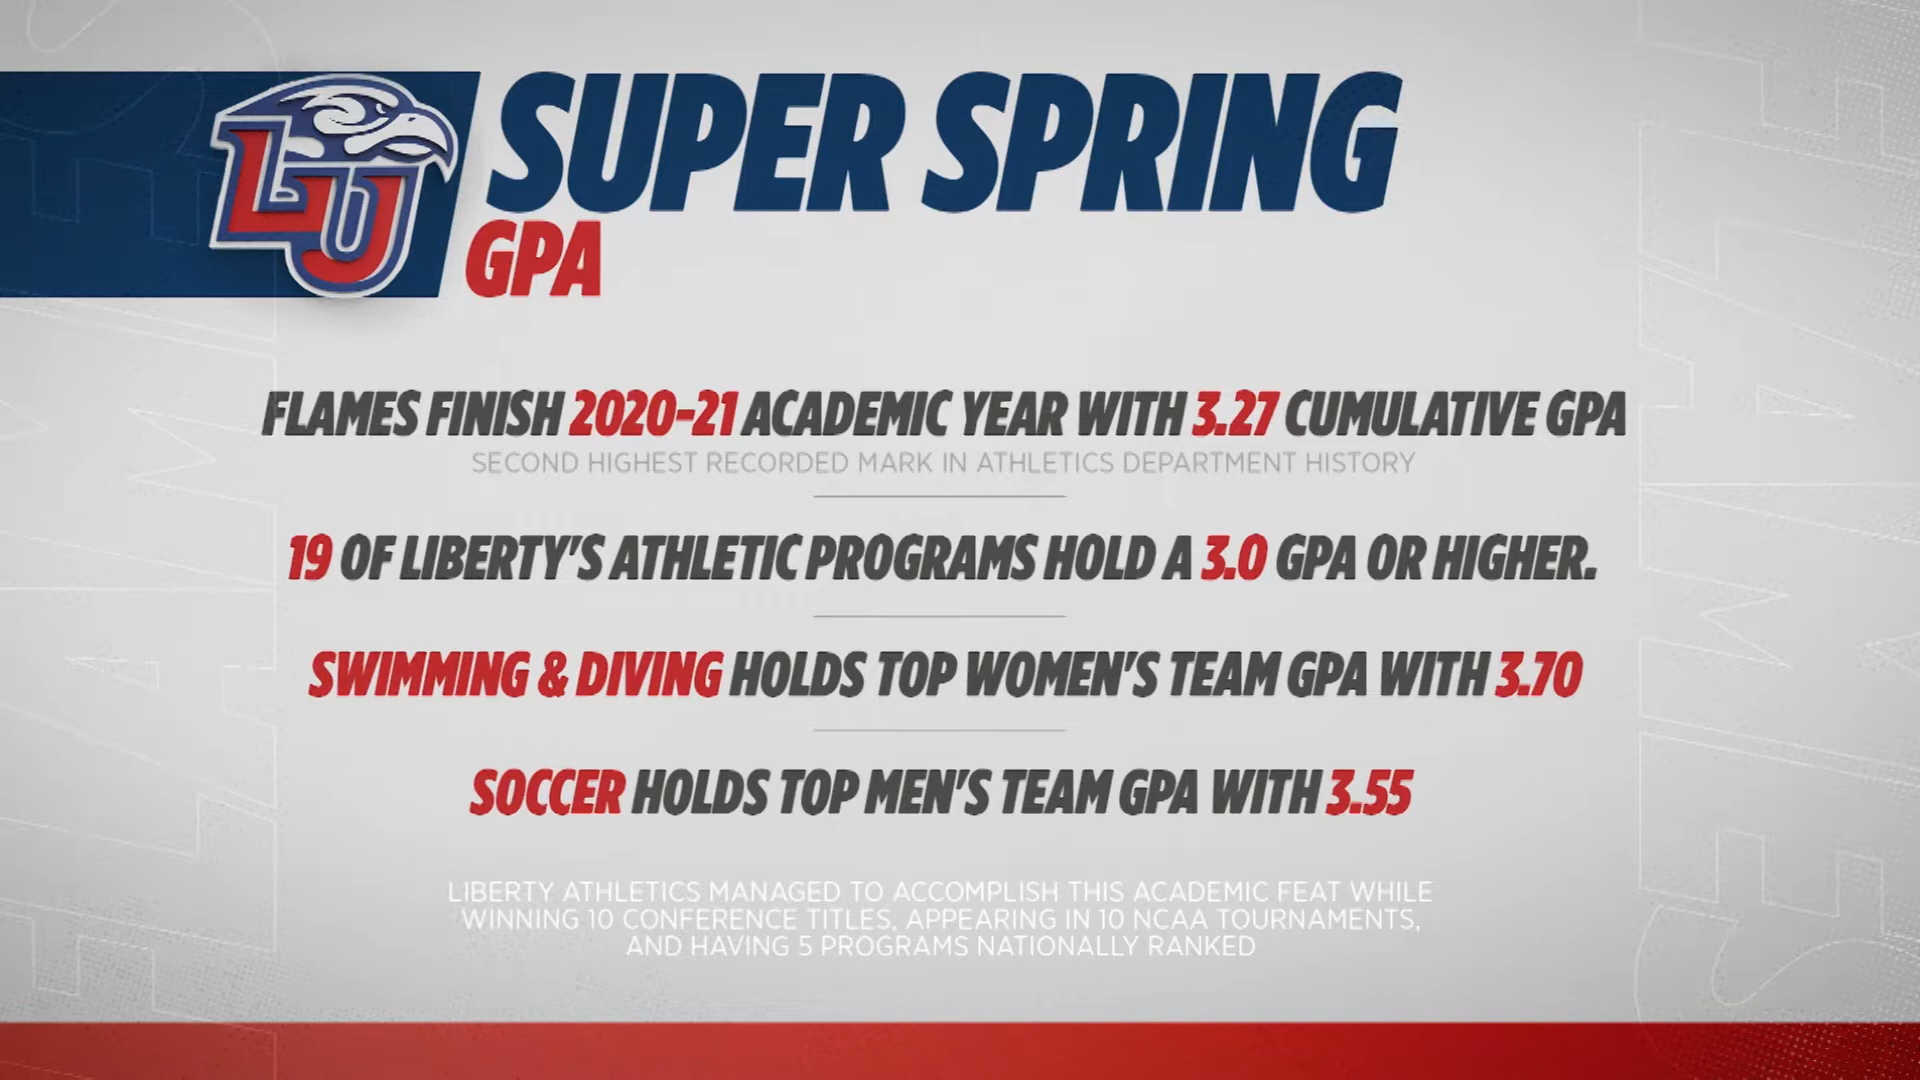 LU
SUPER SPRING
GPA
FLAMES FINISH 2020-21 ACADEMIC YEAR WITH 3.27 CUMULATIVE GPA
SECOND HIGHEST RECORDED MARK IN ATHLETICS DEPARTMENT HISTORY
19 OF LIBERTY'S ATHLETIC PROGRAMS HOLD A 3.0 GPA OR HIGHER.
SWIMMING & DIVING HOLDS TOP WOMEN'S TEAM GPA WITH 3.70
SOCCER HOLDS TOP MEN'S TEAM GPA WITH 3.55
LIBERTY ATHLETICS MANAGED TO ACCOMPLISH THIS ACADEMIC FEAT WHILE
WINNING 10 CONFERENCE TITLES, APPEARING IN 10 NCAA TOURNAMENTS,
AND HAVING 5 PROGRAMS NATIONALLY RANKED